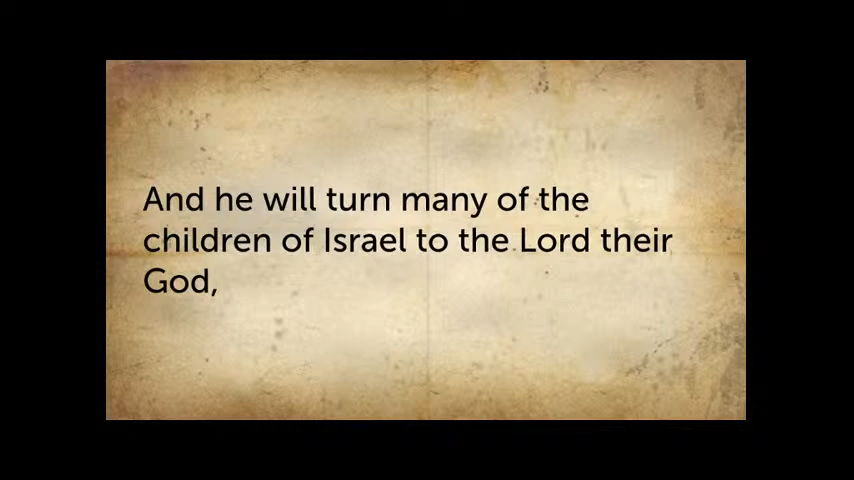 And he will turn many of the
children of Israel to the Lord their
God,